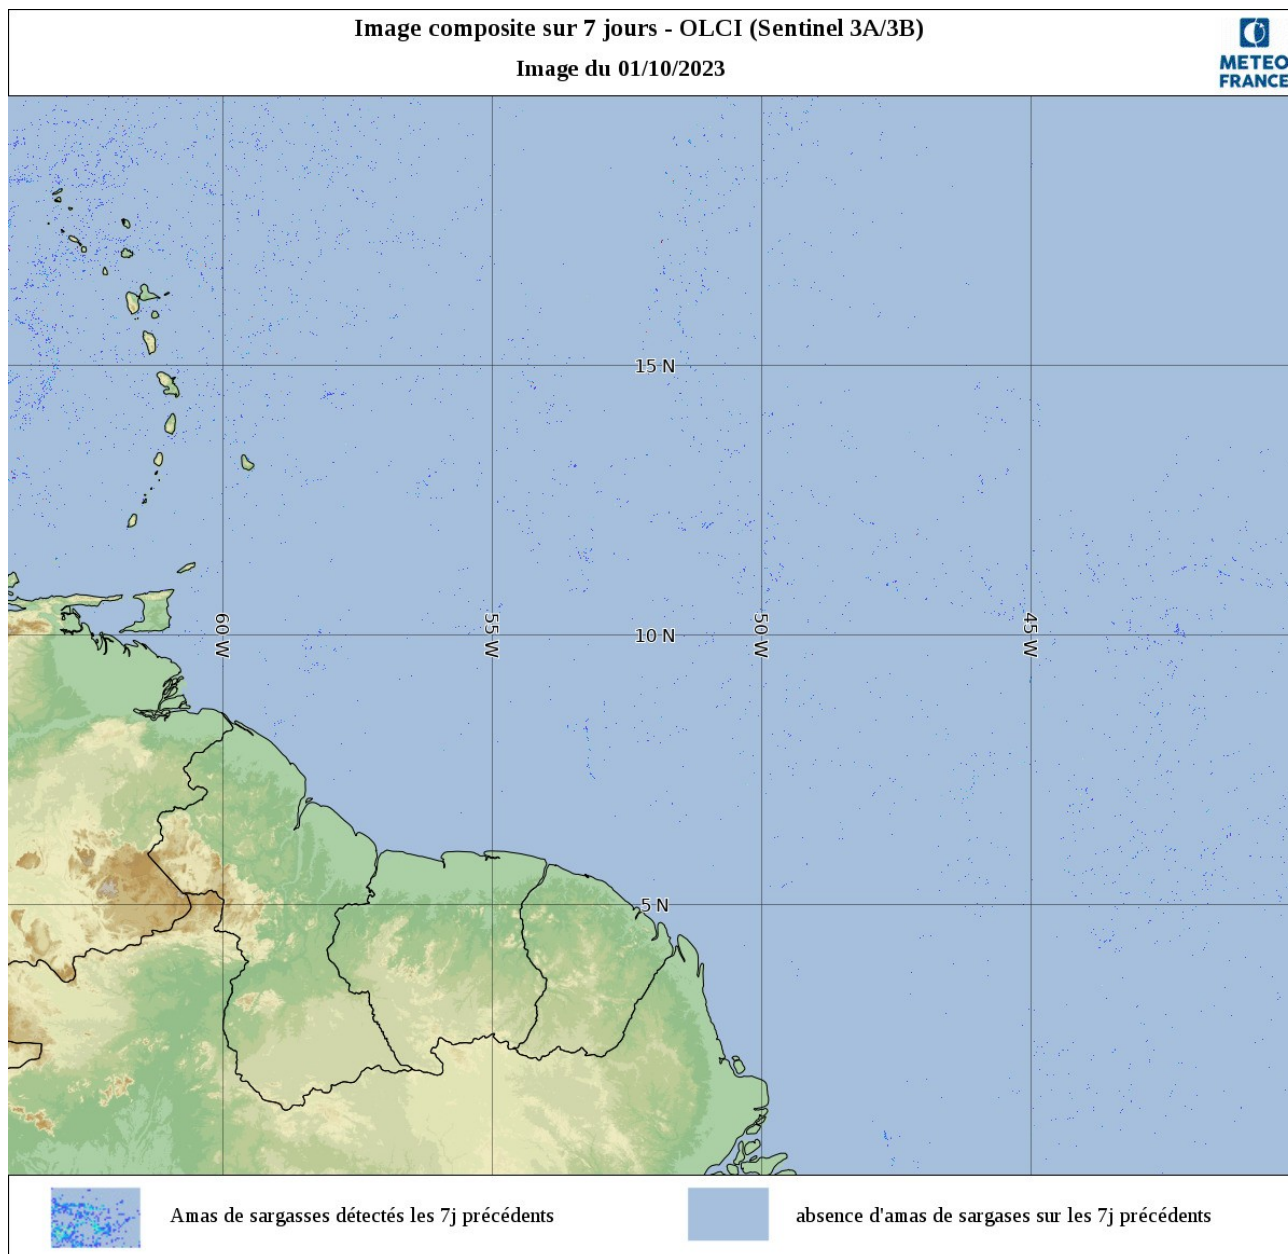 Image composite sur 7 jours - OLCI (Sentinel 3A/3B)
Image du 01/10/2023
METEO
FRANCE
15 N
60 W
55 W
10 N
50 W
45 W
5 N
Amas de sargasses détectés les 7j précédents
absence d'amas de sargases sur les 7j précédents